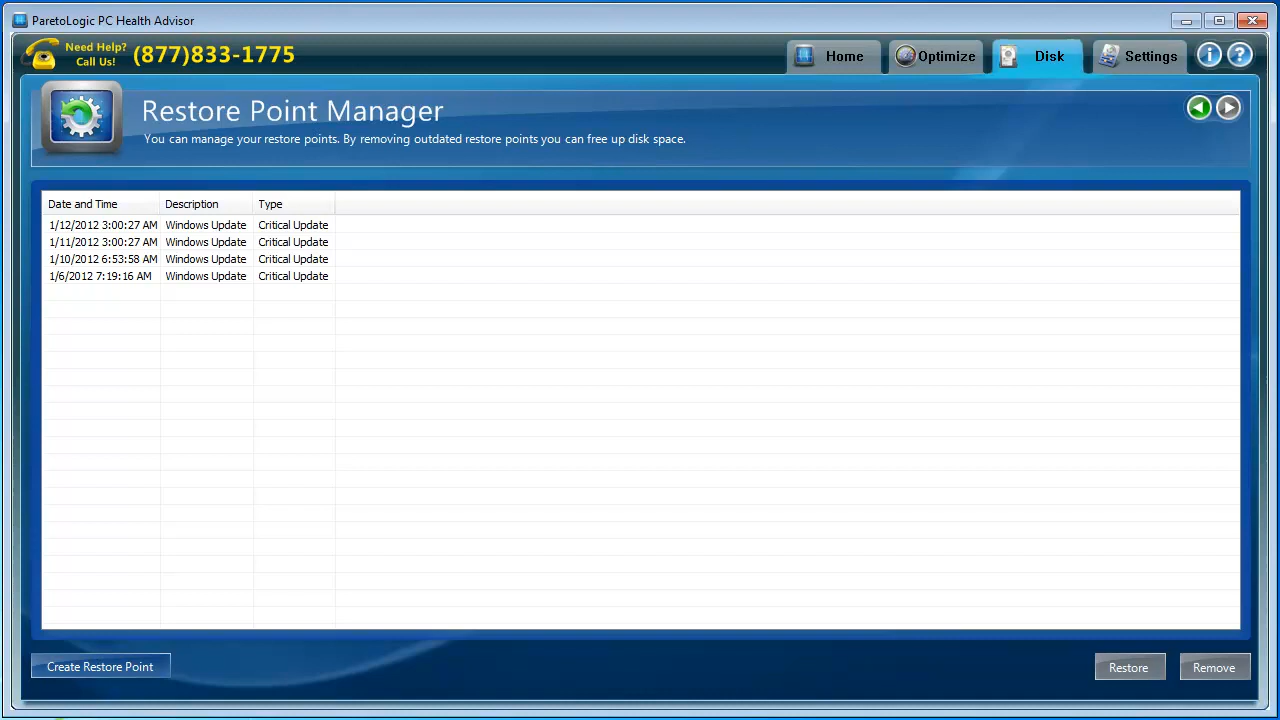 ParetoLogic PC Health Advisor
Need Help?
Call Us!
(877)833-1775
Home
Optimize
Disk
Settings
Restore Point Manager
You can manage your restore points. By removing outdated restore points you can free up disk space.
Date and Time Description Type
1/12/2012 3:00:27 AM Windows Update Critical Update
1/11/2012 3:00:27 AM Windows Update Critical Update
1/10/2012 6:53:58 AM Windows Update Critical Update
1/6/2012 7:19:16 AM Windows Update Critical Update
Create Restore Point
Restore
Remove